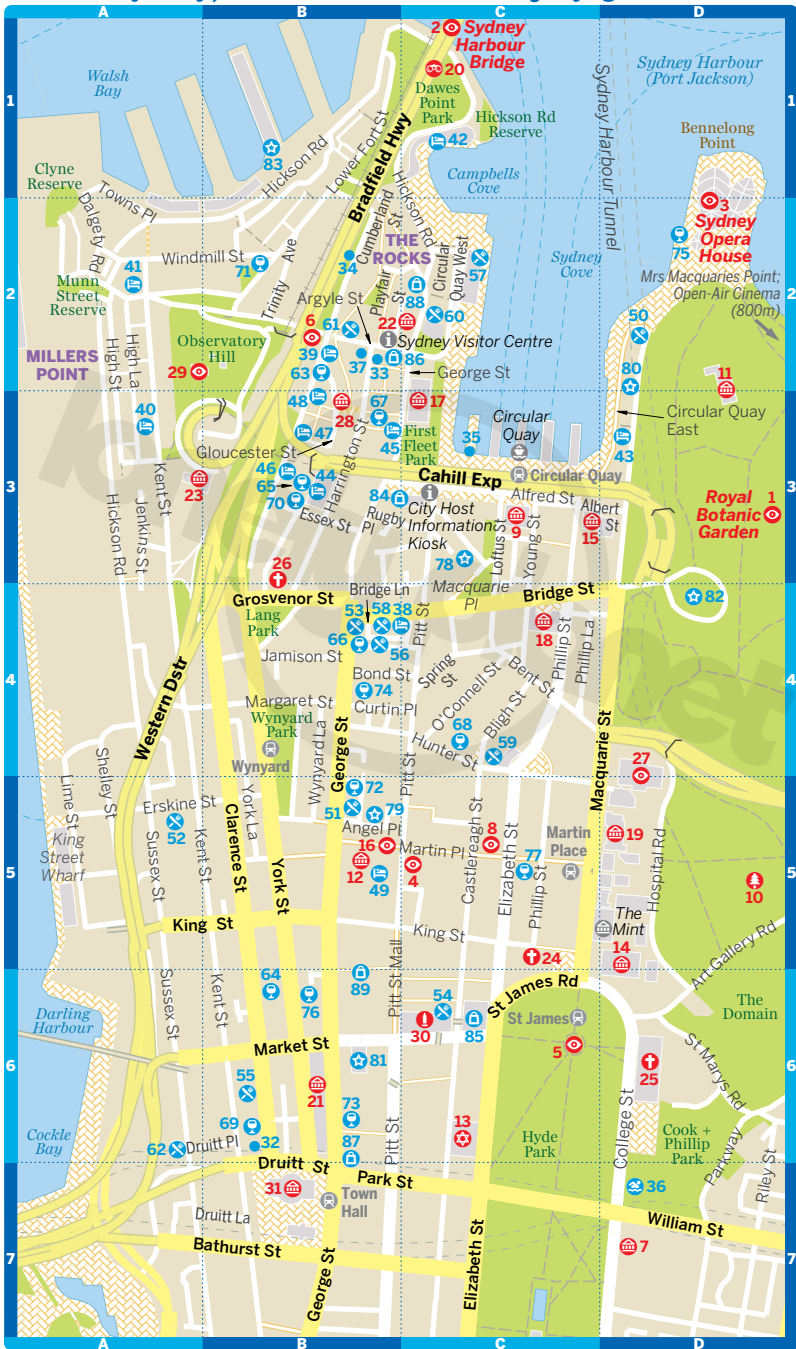 A
B
C
D
2 Sydney
Harbour
Bridge
20
Walsh
Bay
Sydney Harbour
(Port Jackson)
Sydney Harbour Tunnel
1
1
Dawes
Point
Park
Hickson Rd
Reserve
Bennelong
Point
83
Hickson Rd
Lower Fort St
Bradfield Hwy
42
Campbells
Cove
Clyne
Reserve
Towns Pl
Dalgety Rd
Cumberland
St
Hickson Rd
3
Sydney
Opera
House
75
THE
ROCKS
Windmill St
71
Trinity Ave
34
Playfair
St
Circular
Quay West
57
Sydney
Cove
Mrs Macquaries Point;
Open-Air Cinema
(800m)
41
Munn
Street
Reserve
2
2
Argyle St
88
60
50
6
61
22
Sydney Visitor Centre
MILLERS
POINT
High St
High La
Observatory
Hill
29
39
63
37
33
86
George St
80
11
48
28
67
17
Circular
Quay
Circular Quay
East
40
47
45
First
Fleet
Park
35
43
Gloucester St
Harrington St
Cahill Exp
Circular Quay
23
Kent St
46
65
44
70
84
3
3
Alfred St
Hickson Rd
Jenkins St
Essex St
Rugby
Pl
City Host
Information
Kiosk
9
Loftus St
Young St
Albert
St
15
Royal
Botanic
Garden
1
26
78
Macquarie
Pl
Bridge Ln
Bridge St
82
Grosvenor St
Lang
Park
53
58
38
Pitt St
18
66
56
Phillip St
Phillip La
Jamison St
Bond St
Spring
St
Bent St
4
4
74
Curtin Pl
O'Connell St
Bligh St
Western Dstr
Margaret St
Wynyard
Park
Wynyard La
George St
68
Hunter St
59
Macquarie St
Wynyard
Pitt St
27
Shelley St
Lime St
72
51
79
Erskine St
52
York La
Angel Pl
Castlereagh St
8
Elizabeth St
Martin
Place
19
Hospital Rd
King
Street
Wharf
Sussex St
Kent St
Clarence St
York St
16
12
49
Martin Pl
4
77
Phillip St
5
5
10
King St
King St
The
Mint
24
14
Art Gallery Rd
Pitt St Mall
64
76
89
54
St James Rd
Sussex St
Kent St
30
85
St James
The
Domain
Darling
Harbour
Market St
81
5
25
St Marys Rd
6
6
55
21
73
69
32
87
13
Pitt St
Hyde
Park
College St
Cook +
Phillip
Park
Parkway
Riley St
Cockle
Bay
62
Druitt Pl
Druitt St
Park St
36
31
Town
Hall
Druitt La
William St
Bathurst St
7
7
7
George St
Elizabeth St
A
B
C
D